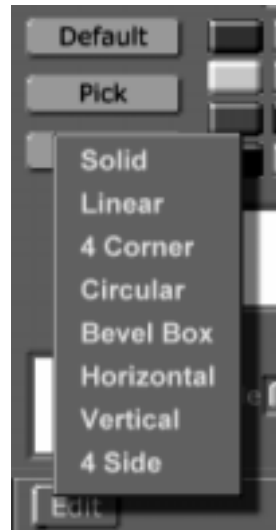 Default
Pick
Solid
Linear
4 Corner
Circular
Bevel Box
Horizontal
Vertical
4 Side
Edit